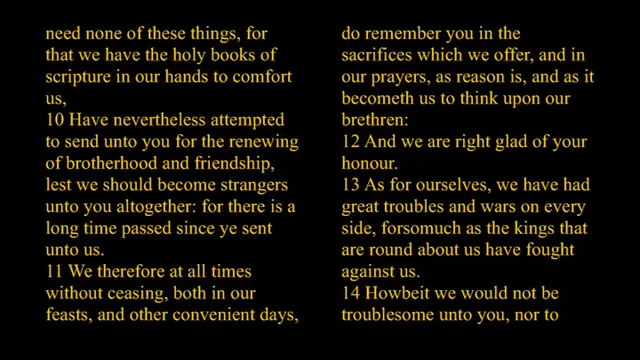 need none of these things, for
that we have the holy books of
scripture in our hands to comfort
us,
10 Have nevertheless attempted
to send unto you for the renewing
of brotherhood and friendship,
lest we should become strangers
unto you altogether: for there is a
long time passed since ye sent
unto us.
11 We therefore at all times
without ceasing, both in our
feasts, and other convenient days,
do remember you in the
sacrifices which we offer, and in
our prayers, as reason is, and as it
becometh us to think upon our
brethren:
12 And we are right glad of your
honour.
13 As for ourselves, we have had
great troubles and wars on every
side, forsomuch as the kings that
are round about us have fought
against us.
14 Howbeit we would not be
troublesome unto you, nor to